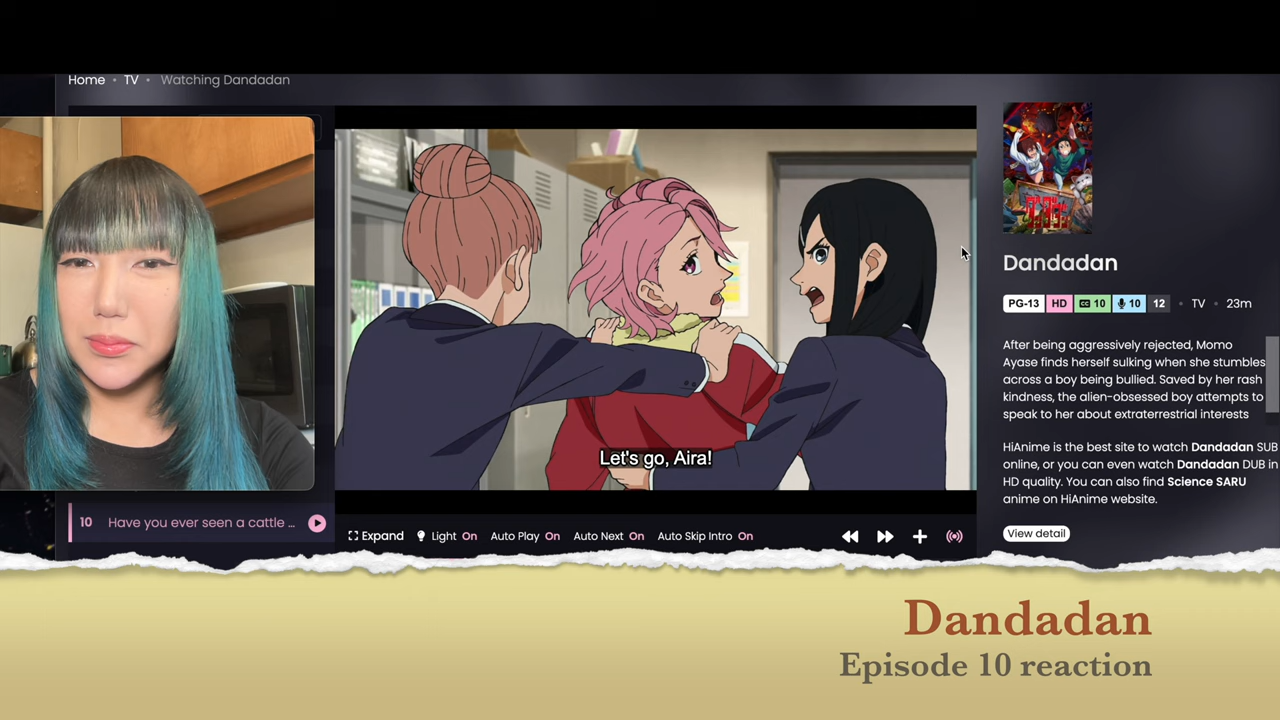 Home • TV • Watching Dandadan
Let's go, Aira!
Dandadan
PG-13 HD CC 10 10 12 • TV • 23m
After being aggressively rejected, Momo
Ayase finds herself sulking when she stumbles
across a boy being bullied. Saved by her rash
kindness, the alien-obsessed boy attempts to
speak to her about extraterrestrial interests
HiAnime is the best site to watch Dandadan SUB
online, or you can even watch Dandadan DUB in
HD quality. You can also find Science SARU
anime on HiAnime website.
View detail
10 Have you ever seen a cattle ...
Expand Light On Auto Play On Auto Next On Auto Skip Intro On
Dandadan
Episode 10 reaction